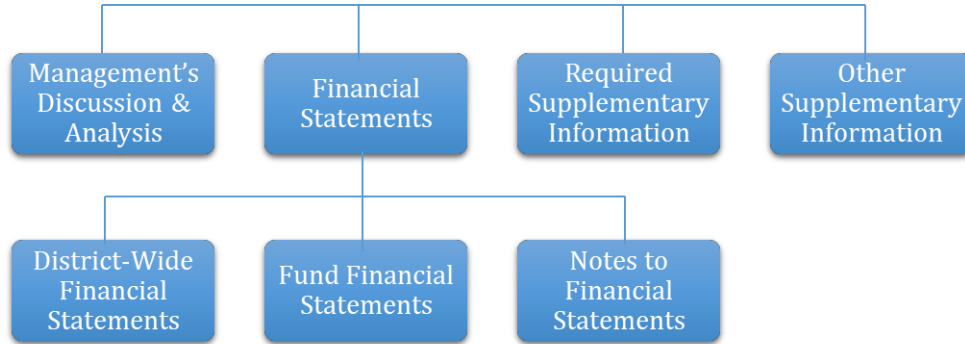 Management's
Discussion &
Analysis
Financial
Statements
Required
Supplementary
Information
Other
Supplementary
Information
District-Wide
Financial
Statements
Fund Financial
Statements
Notes to
Financial
Statements